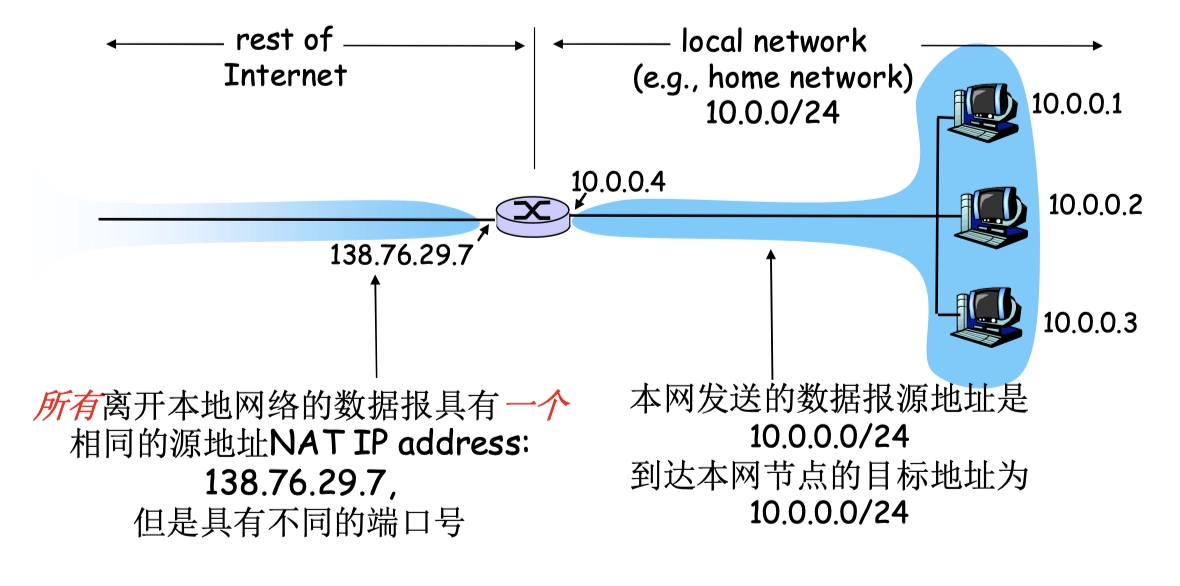 rest of
Internet
local network
(e.g., home network)
10.0.0/24
10.0.0.1
10.0.0.4
10.0.0.2
138.76.29.7
10.0.0.3
所有离开本地网络的数据报具有一个
相同的源地址NAT IP address:
138.76.29.7,
但是具有不同的端口号
本网发送的数据报源地址是
10.0.0.0/24
到达本网节点的目标地址为
10.0.0.0/24